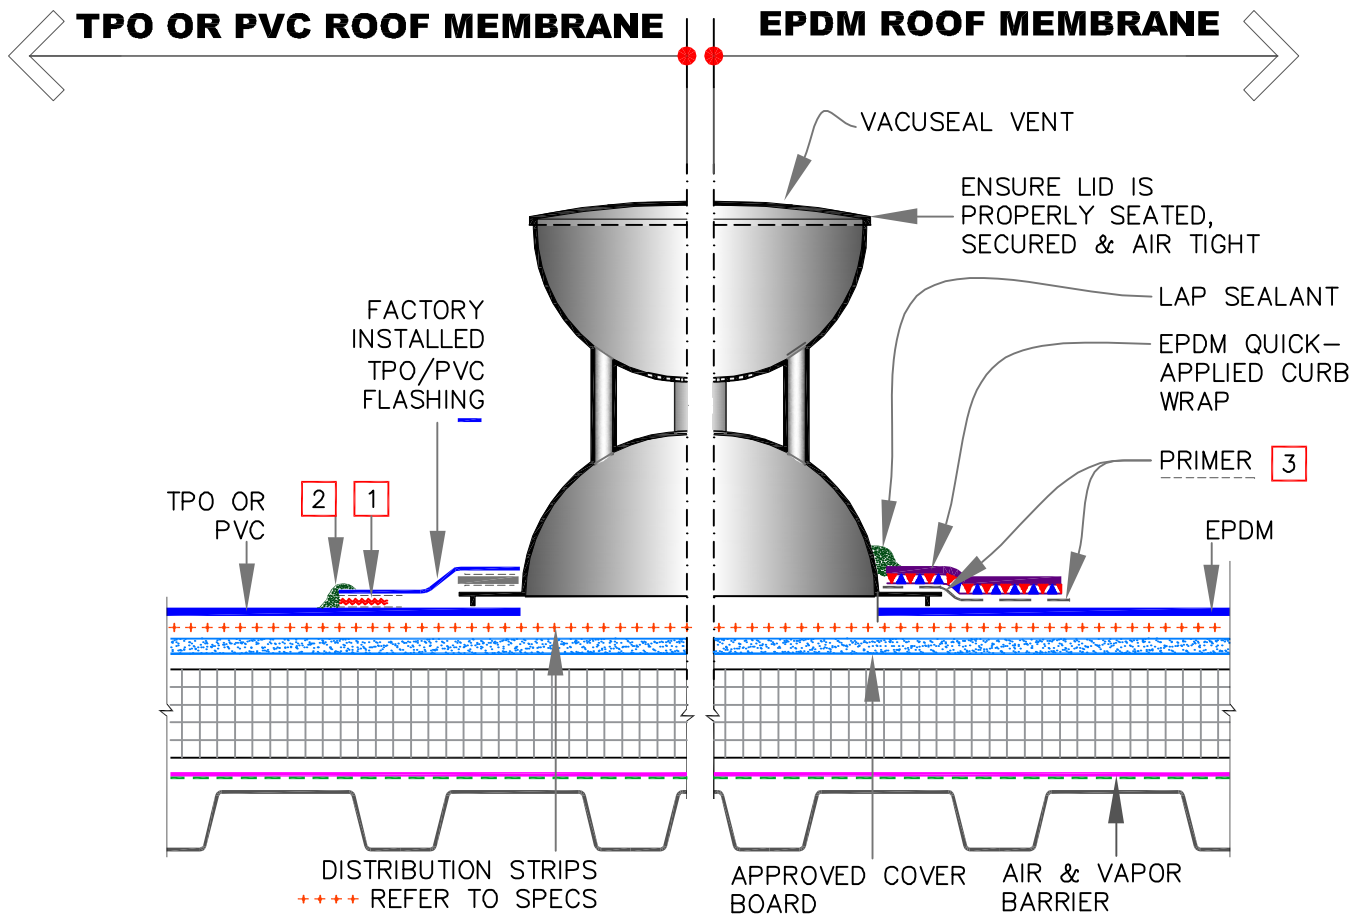 TPO OR PVC ROOF MEMBRANE
EPDM ROOF MEMBRANE
VACUSEAL VENT
ENSURE LID IS
PROPERLY SEATED,
SECURED & AIR TIGHT
LAP SEALANT
EPDM QUICK-
APPLIED CURB
WRAP
PRIMER 3
EPDM
FACTORY
INSTALLED
TPO/PVC
FLASHING
TPO OR
PVC
2 1
DISTRIBUTION STRIPS
REFER TO SPECS
APPROVED COVER
BOARD
AIR & VAPOR
BARRIER